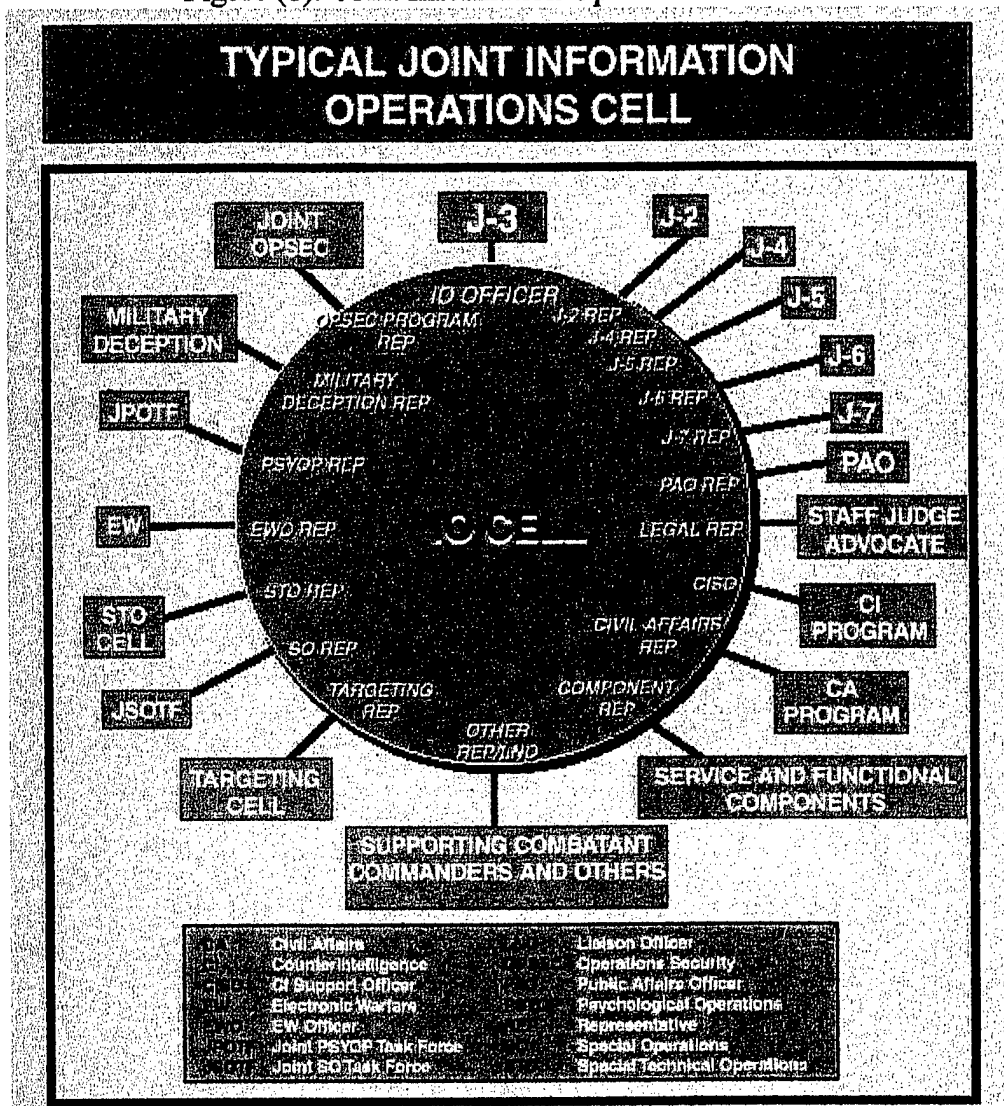 TYPICAL JOINT INFORMATION
OPERATIONS CELL
J-3
JOINT
OPSEC
J-2
J-4
J-5
J-6
J-7
PAO
STAFF JUDGE
ADVOCATE
CI
PROGRAM
CA
PROGRAM
SERVICE AND FUNCTIONAL
COMPONENTS
SUPPORTING COMBATANT
COMMANDERS AND OTHERS
TARGETING
CELL
JSOTF
STO
CELL
EW
JPOTF
MILITARY
DECEPTION
IO OFFICER
OPSEC PROGRAM
REP
J-2 REP
J-4 REP
J-5 REP
J-6 REP
J-7 REP
PAO REP
LEGAL REP
CISO
CIVIL AFFAIRS
REP
COMPONENT
REP
OTHER
REP/LNO
TARGETING
REP
SO REP
STO REP
EWO REP
PSYOP REP
MILITARY
DECEPTION REP
IO CELL
CA Civil Affairs
Counterintelligence
CI Support Officer
Electronic Warfare
EW Officer
Joint PSYOP Task Force
Joint SO Task Force
Liaison Officer
Operations Security
Public Affairs Officer
Psychological Operations
Representative
Special Operations
Special Technical Operations